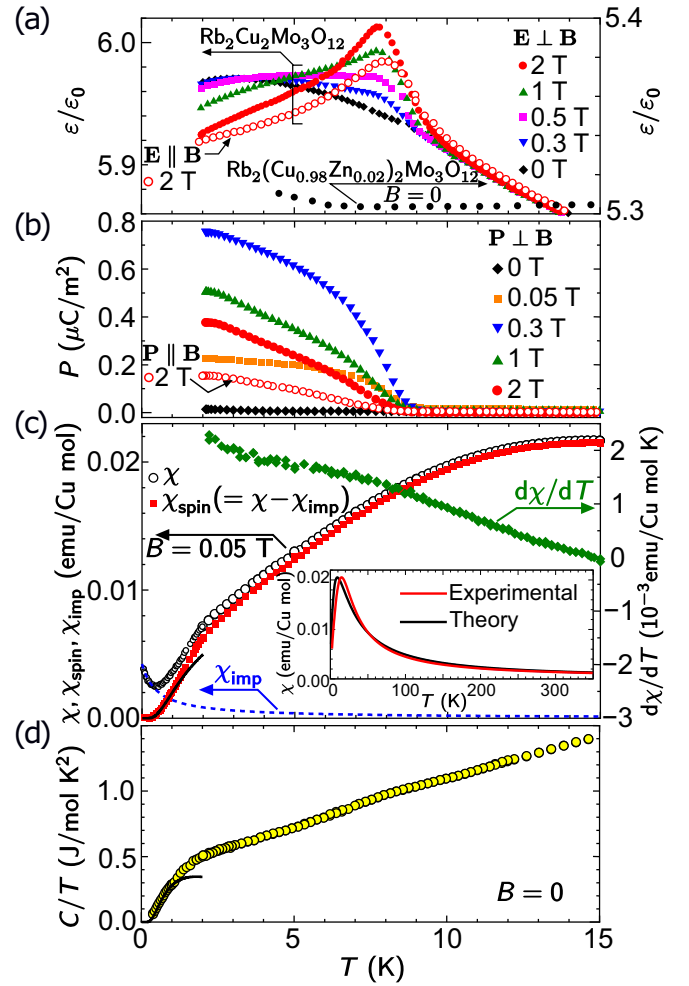 (a)
6.0
5.9
ε/ε0
5.4
5.3
ε/ε0
Rb2Cu2Mo3O12
E ⊥ B
2 T
1 T
0.5 T
0.3 T
0 T
E ∥ B
2 T
Rb2(Cu0.98Zn0.02)2Mo3O12
B = 0
(b)
0.8
0.6
0.4
0.2
0.0
P (μC/m2)
P ⊥ B
0 T
0.05 T
0.3 T
1 T
2 T
P ∥ B
2 T
(c)
0.02
0.01
0.00
χ, χspin, χimp (emu/Cu mol)
χ
χspin(= χ − χimp)
B = 0.05 T
dχ/dT
2
1
0
−1
−2
−3
dχ/dT (10−3emu/Cu mol K)
0.02
0.01
0.00
χ (emu/Cu mol)
Experimental
Theory
0 100 200 300
T (K)
χimp
(d)
1.0
0.5
0.0
C/T (J/mol K2)
B = 0
0 5 10 15
T (K)